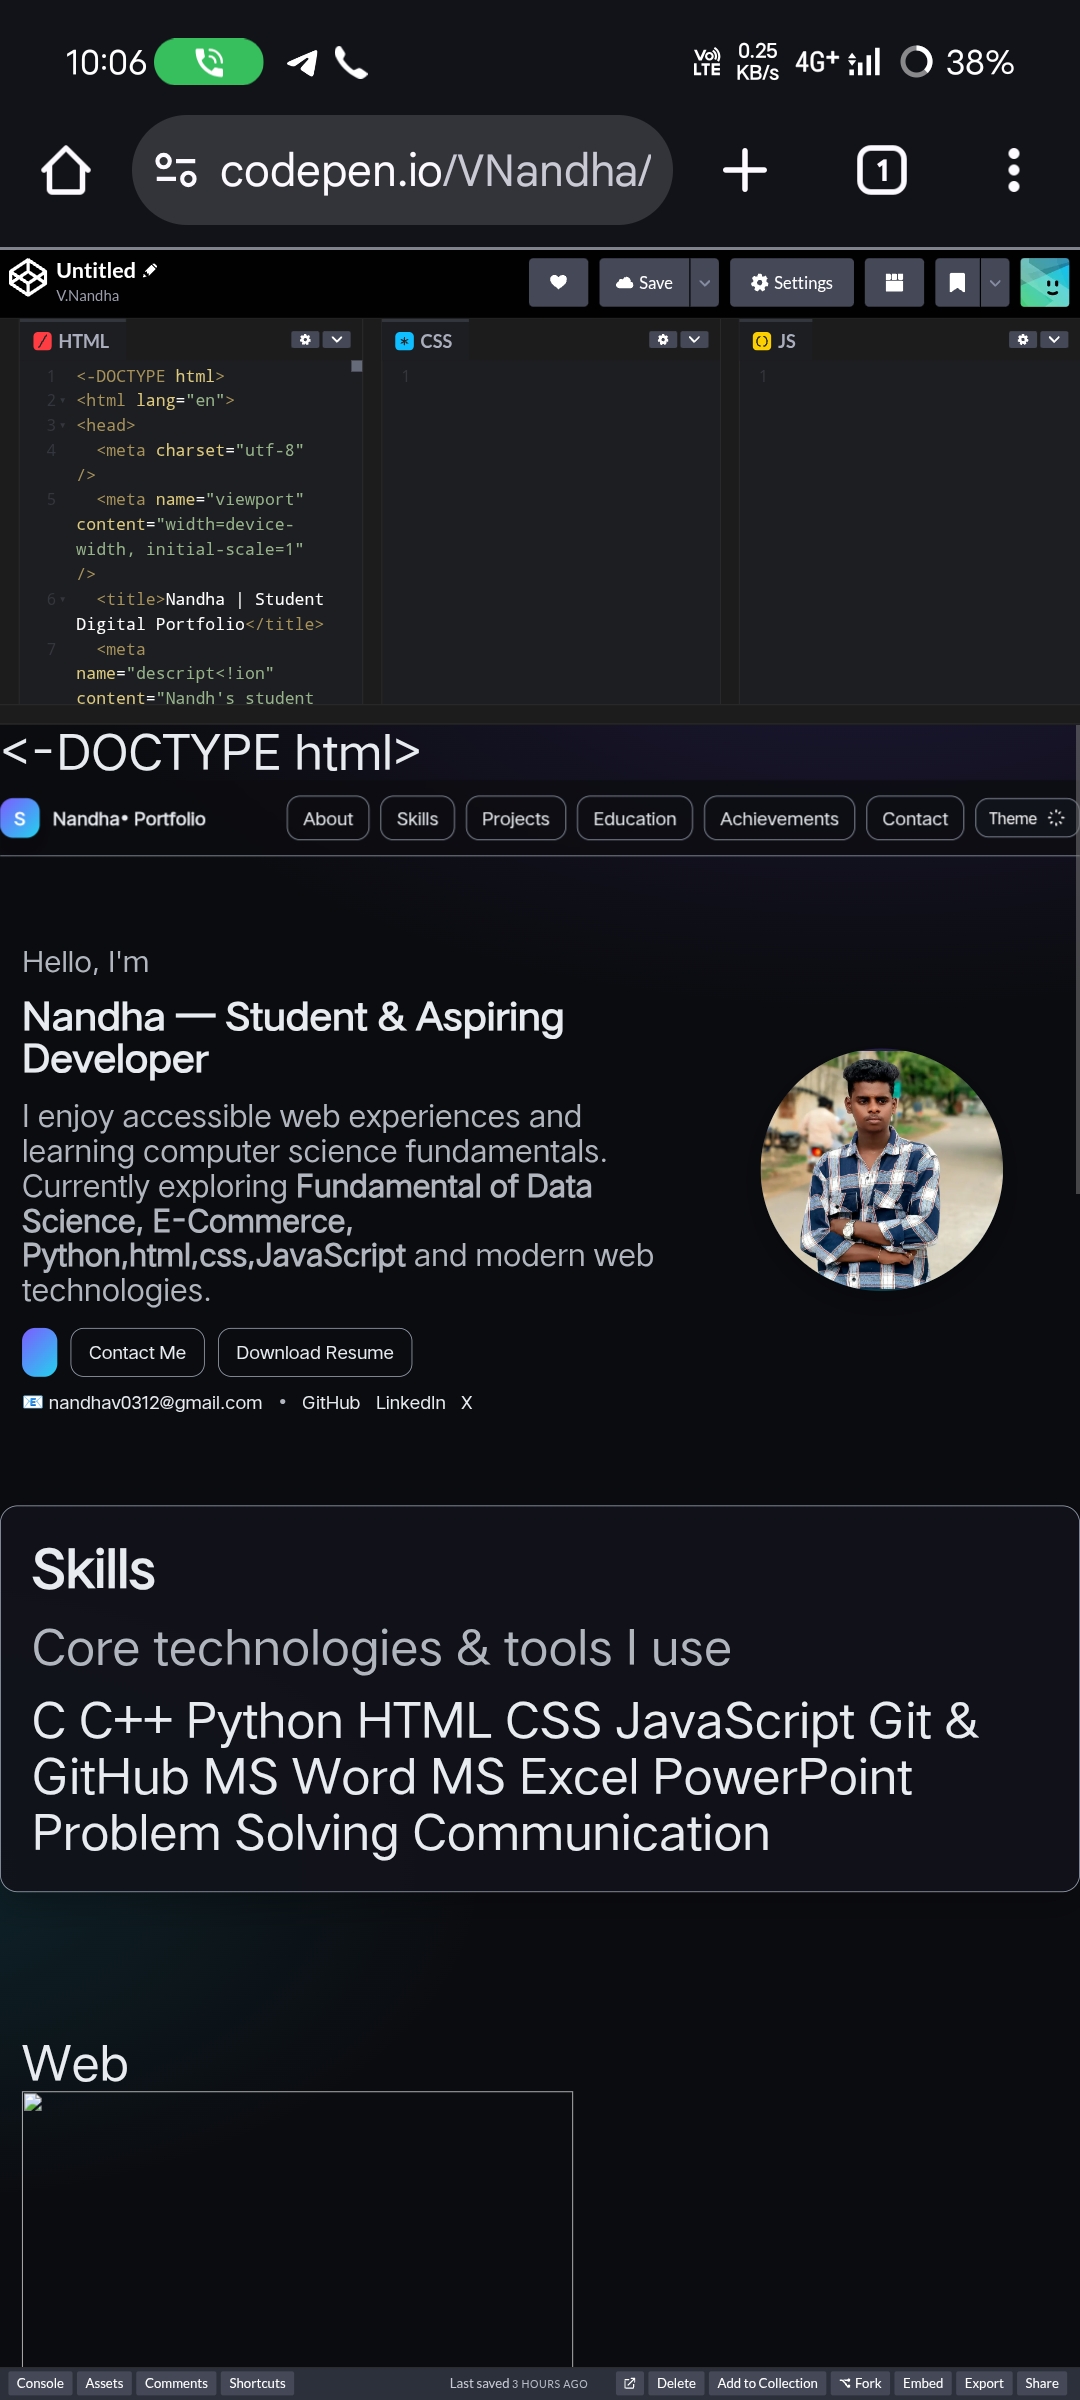 10:06
Vo)) LTE
0.25 KB/s
4G+
38%
codepen.io/VNandha/
1
Untitled
V.Nandha
Save
Settings
HTML
CSS
JS
1 <-DOCTYPE html>
2 <html lang="en">
3 <head>
4 <meta charset="utf-8"
/>
5 <meta name="viewport"
content="width=device-
width, initial-scale=1"
/>
6 <title>Nandha | Student
Digital Portfolio</title>
7 <meta
name="descript<!ion"
content="Nandh's student
1
1
<-DOCTYPE html>
S Nandha• Portfolio
About
Skills
Projects
Education
Achievements
Contact
Theme
Hello, I'm
Nandha — Student & Aspiring
Developer
I enjoy accessible web experiences and
learning computer science fundamentals.
Currently exploring Fundamental of Data
Science, E-Commerce,
Python,html,css,JavaScript and modern web
technologies.
Contact Me
Download Resume
📧 nandhav0312@gmail.com • GitHub LinkedIn X
Skills
Core technologies & tools I use
C C++ Python HTML CSS JavaScript Git &
GitHub MS Word MS Excel PowerPoint
Problem Solving Communication
Web
Console
Assets
Comments
Shortcuts
Last saved 3 HOURS AGO
Delete
Add to Collection
Fork
Embed
Export
Share